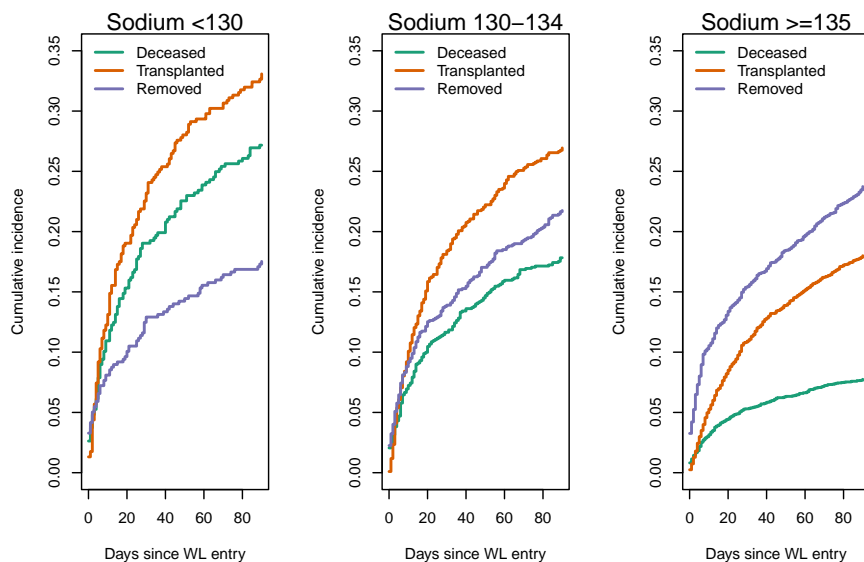 Sodium <130
Deceased
Transplanted
Removed
0.35
0.30
0.25
0.20
0.15
0.10
0.05
0.00
Cumulative incidence
0 20 40 60 80
Days since WL entry
Sodium 130–134
Deceased
Transplanted
Removed
0.35
0.30
0.25
0.20
0.15
0.10
0.05
0.00
Cumulative incidence
0 20 40 60 80
Days since WL entry
Sodium >=135
Deceased
Transplanted
Removed
0.35
0.30
0.25
0.20
0.15
0.10
0.05
0.00
Cumulative incidence
0 20 40 60 80
Days since WL entry